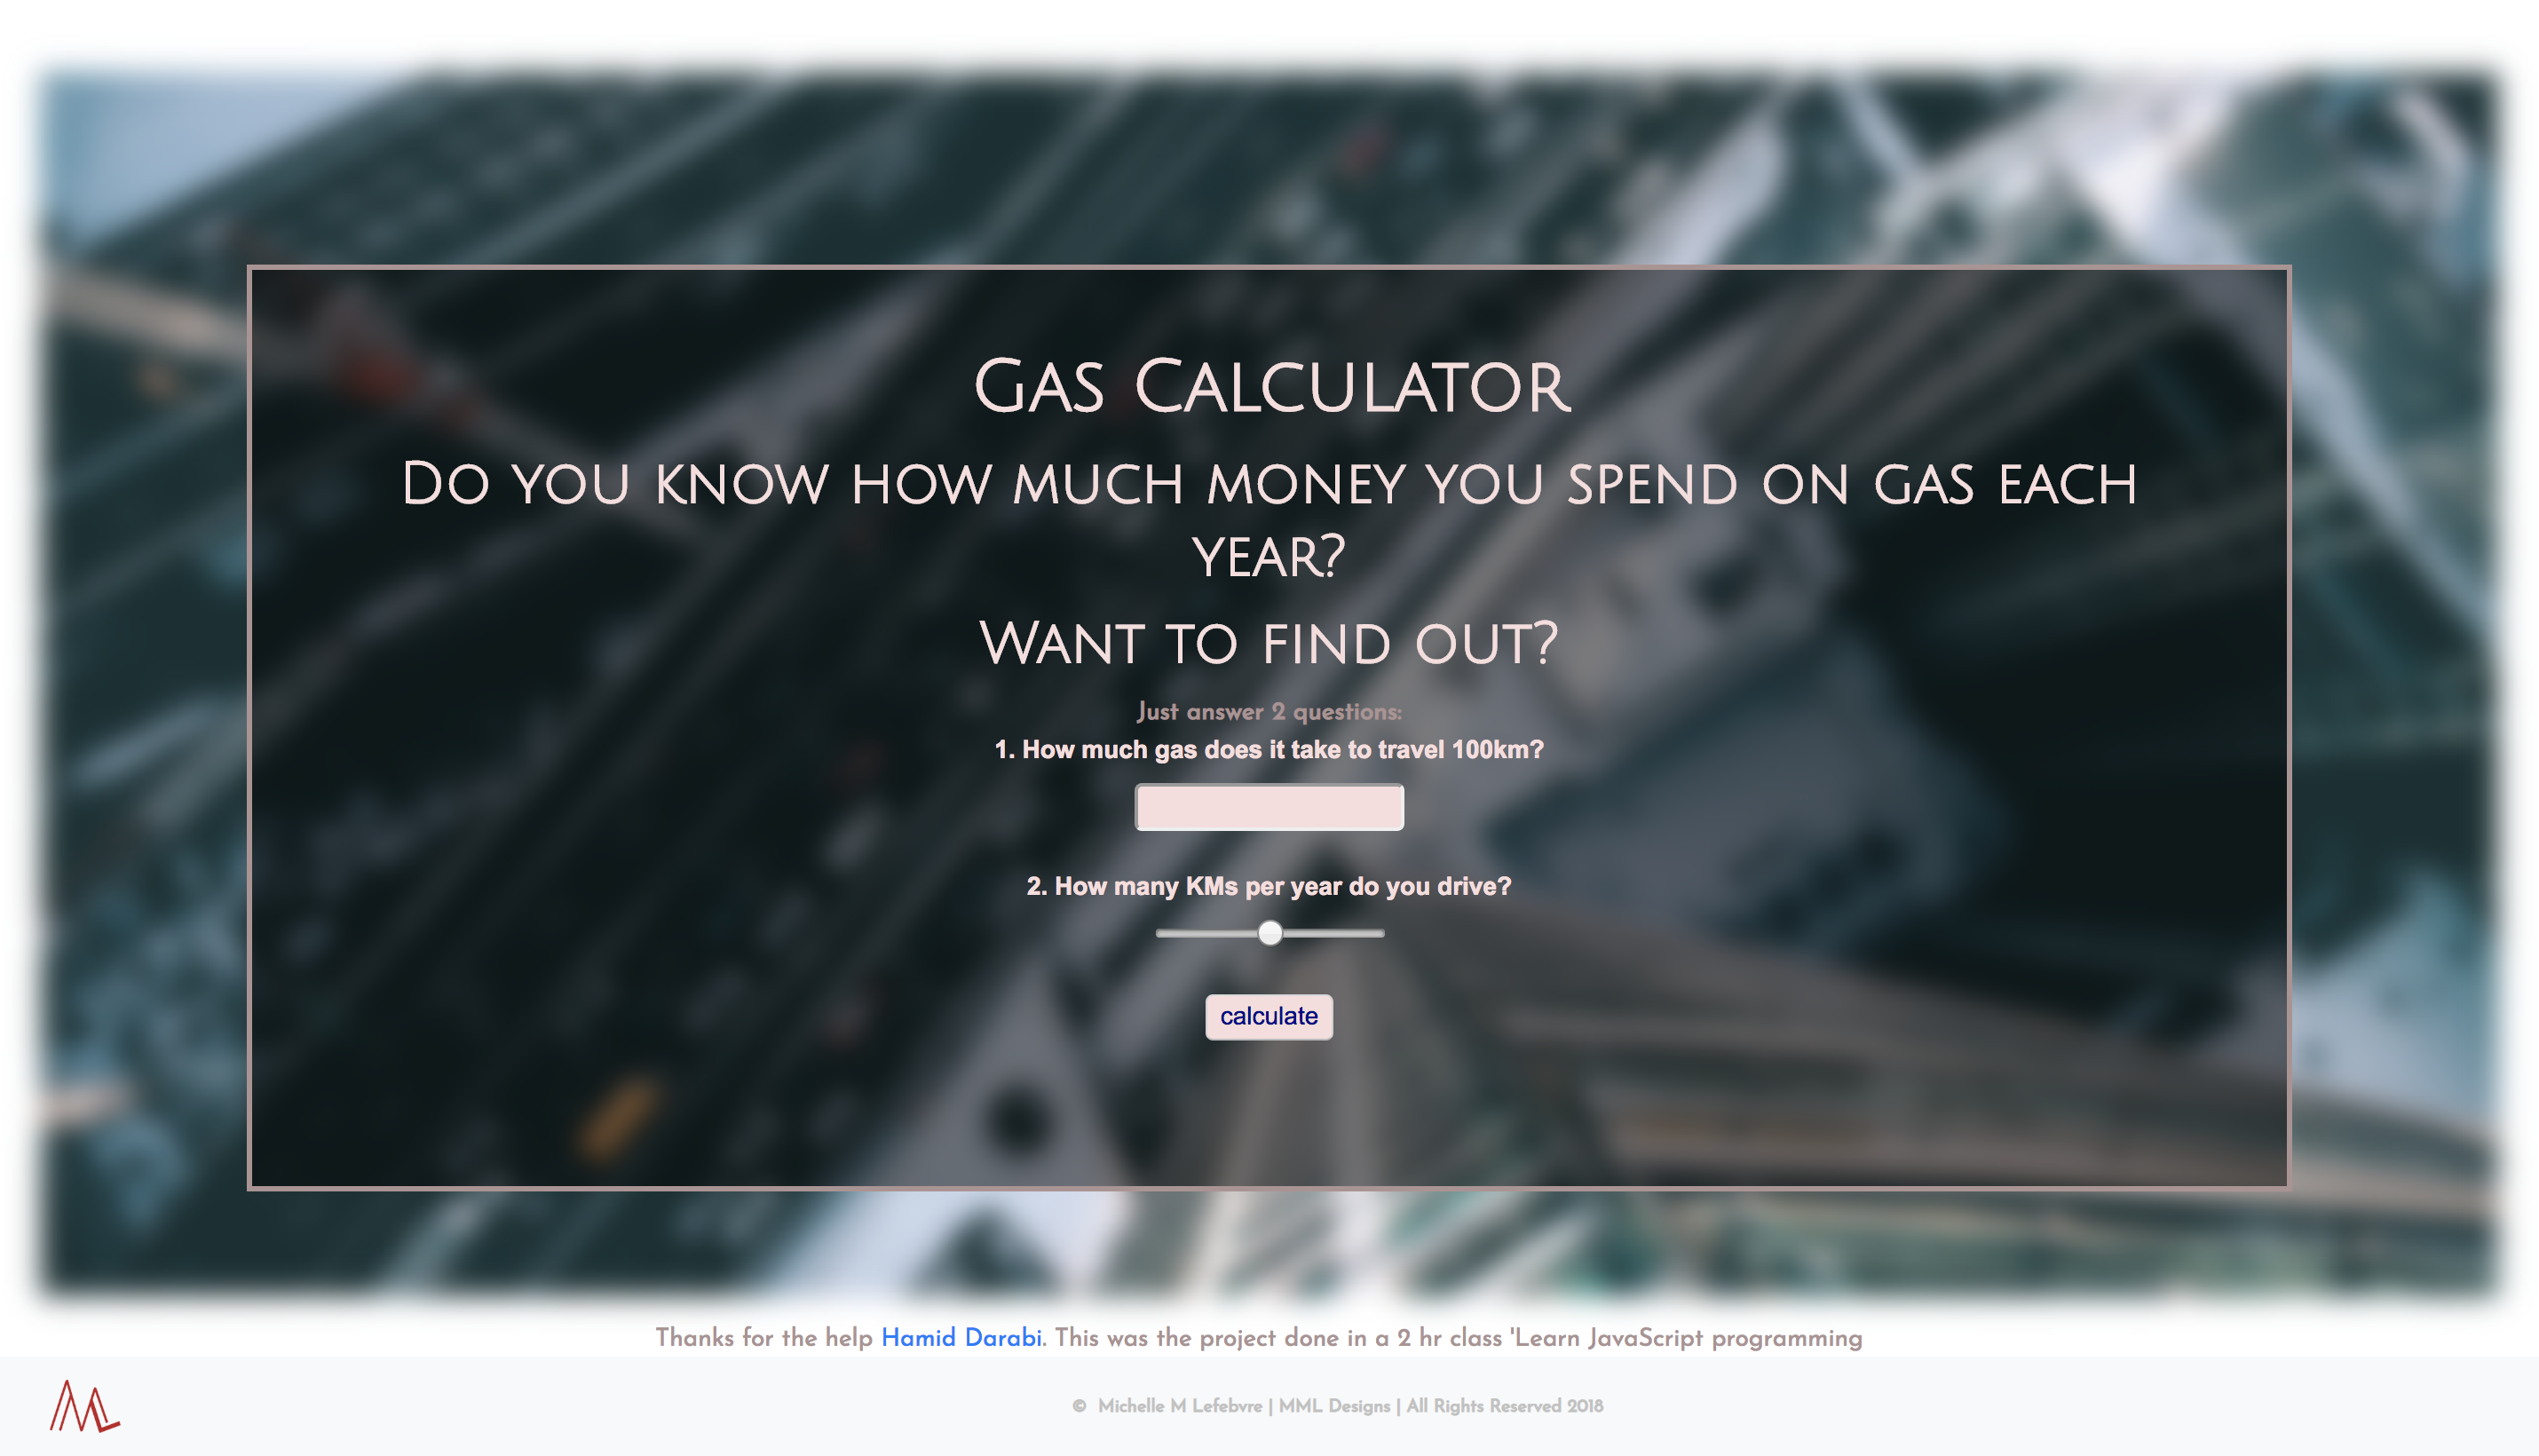 Gas Calculator
Do you know how much money you spend on gas each
year?
Want to find out?
Just answer 2 questions:
1. How much gas does it take to travel 100km?
2. How many KMs per year do you drive?
calculate
Thanks for the help Hamid Darabi. This was the project done in a 2 hr class 'Learn JavaScript programming
ML
© Michelle M Lefebvre | MML Designs | All Rights Reserved 2018